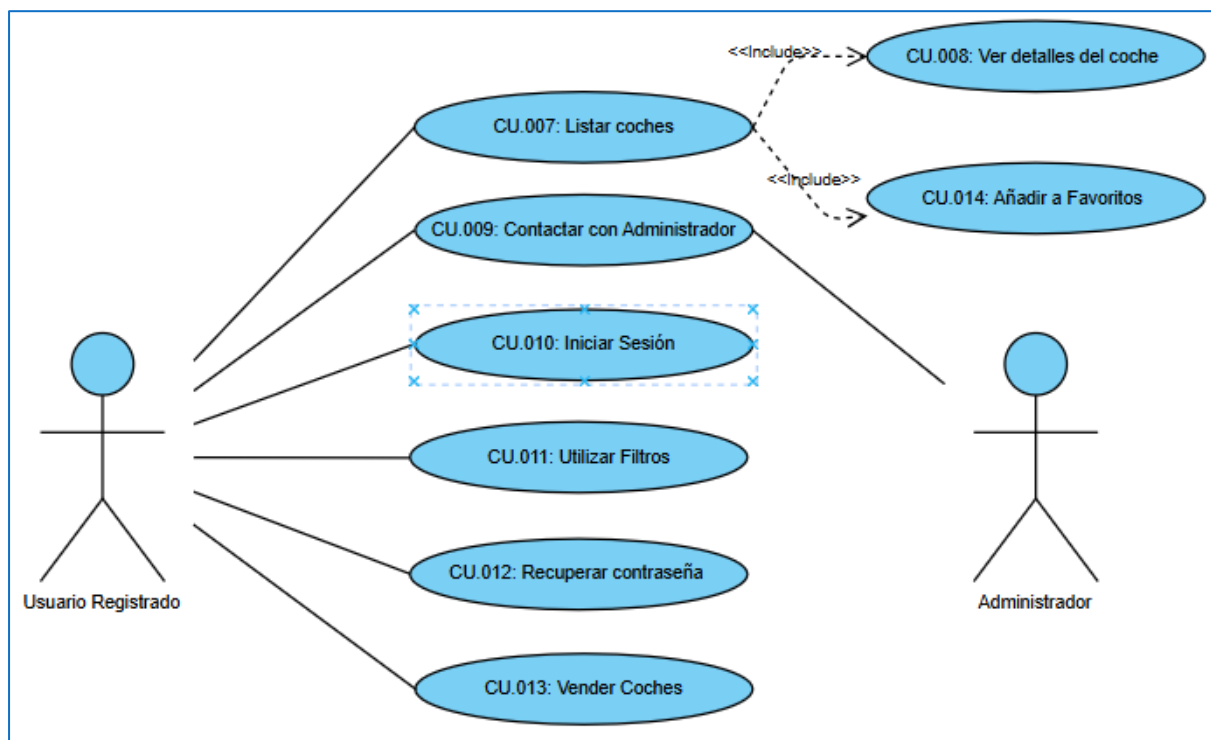 <<Include>>
CU.008: Ver detalles del coche
CU.007: Listar coches
<<Include>>
CU.014: Añadir a Favoritos
CU.009: Contactar con Administrador
CU.010: Iniciar Sesión
CU.011: Utilizar Filtros
CU.012: Recuperar contraseña
Usuario Registrado
Administrador
CU.013: Vender Coches